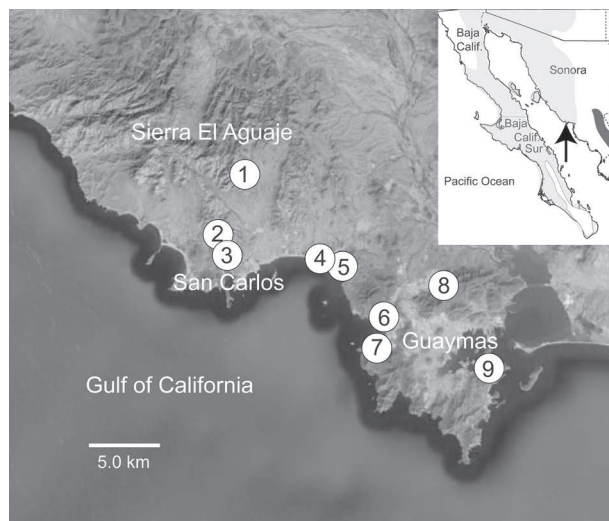 Baja
Calif.
Sonora
Baja
Calif.
Sur
Pacific Ocean
Sierra El Aguaje
1
2
3
4
5
San Carlos
8
6
Guaymas
7
9
Gulf of California
5.0 km